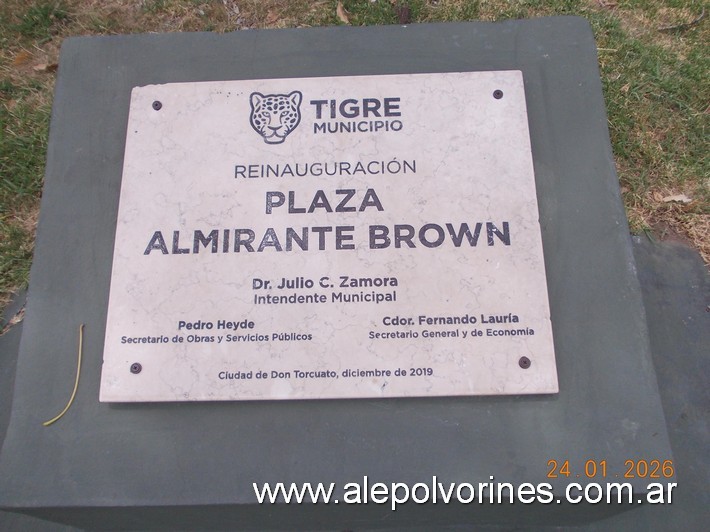 TIGRE
MUNICIPIO
REINAUGURACIÓN
PLAZA
ALMIRANTE BROWN
Dr. Julio C. Zamora
Intendente Municipal
Pedro Heyde
Secretario de Obras y Servicios Públicos
Cdor. Fernando Lauría
Secretario General y de Economía
Ciudad de Don Torcuato, diciembre de 2019
24.01.2026
www.alepolvorines.com.ar